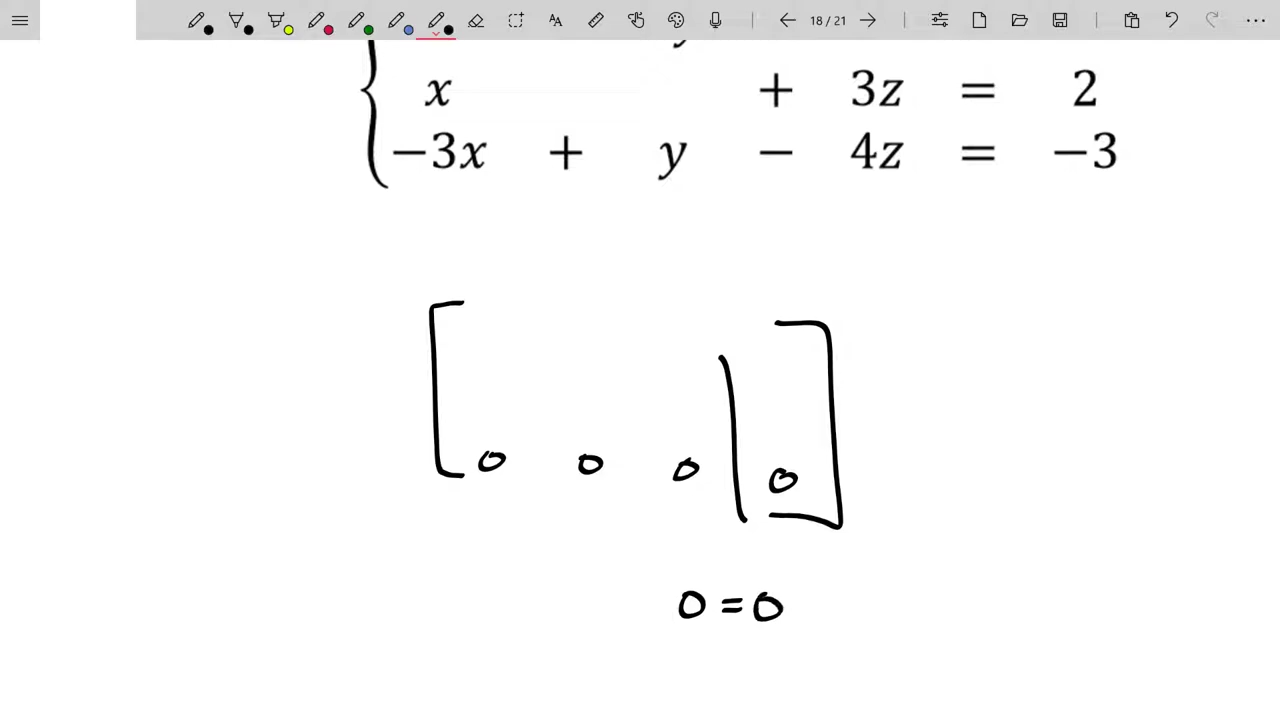 18 / 21
x + 3z = 2
−3x + y − 4z = −3
0 0 0 | 0
0 = 0